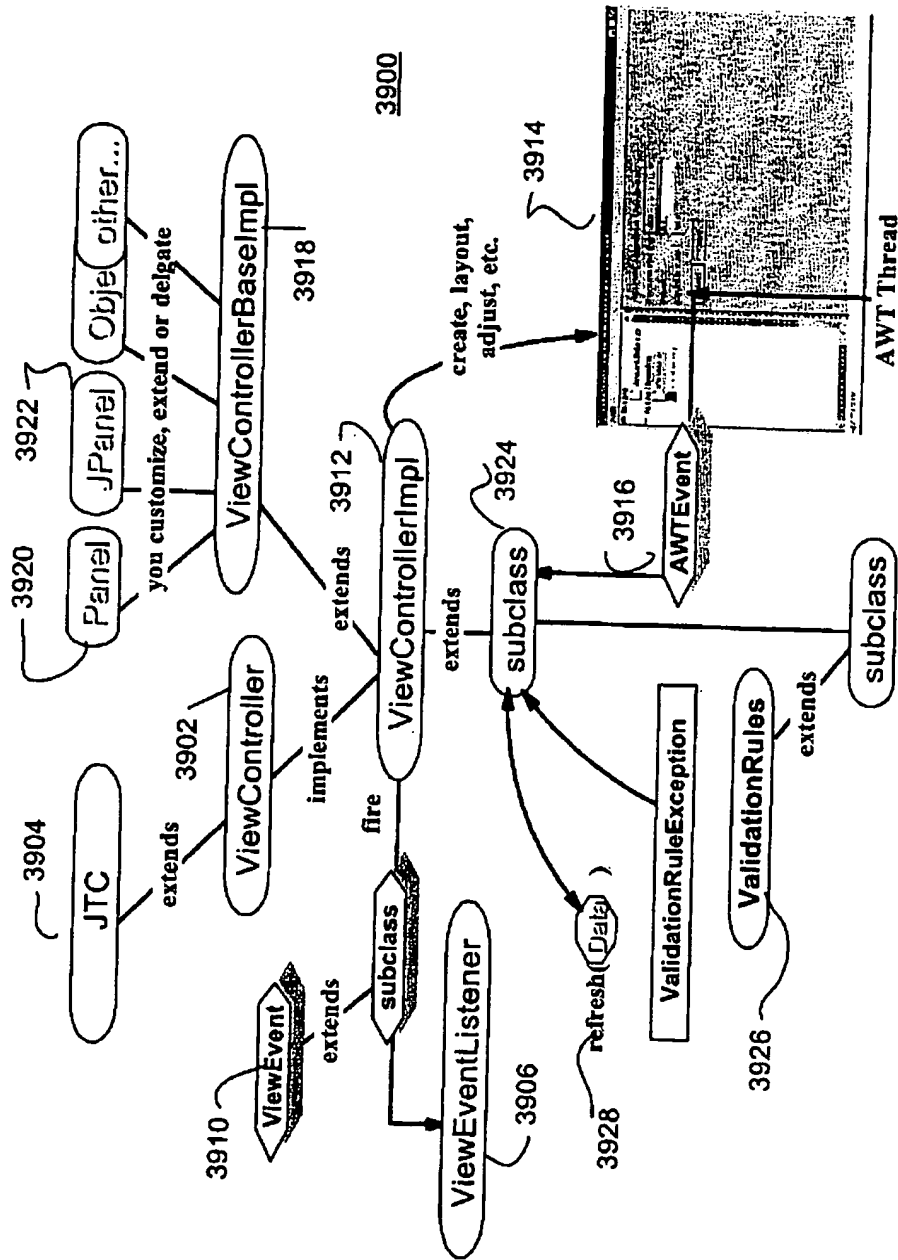 3904
JTC
extends
3902
ViewController
implements
3920
Panel
3922
JPanel
Obje
other...
you customize, extend or delgate
ViewControllerBaseImpl
3918
3900
extends
3912
ViewControllerImpl
create, layout,
adjust, etc.
3914
fire
3910
ViewEvent
extends
subclass
ViewEventListener
3906
extends
3924
subclass
3916
AWTEvent
AWT Thread
refresh(Data)
3928
ValidationRuleException
ValidationRules
3926
extends
subclass